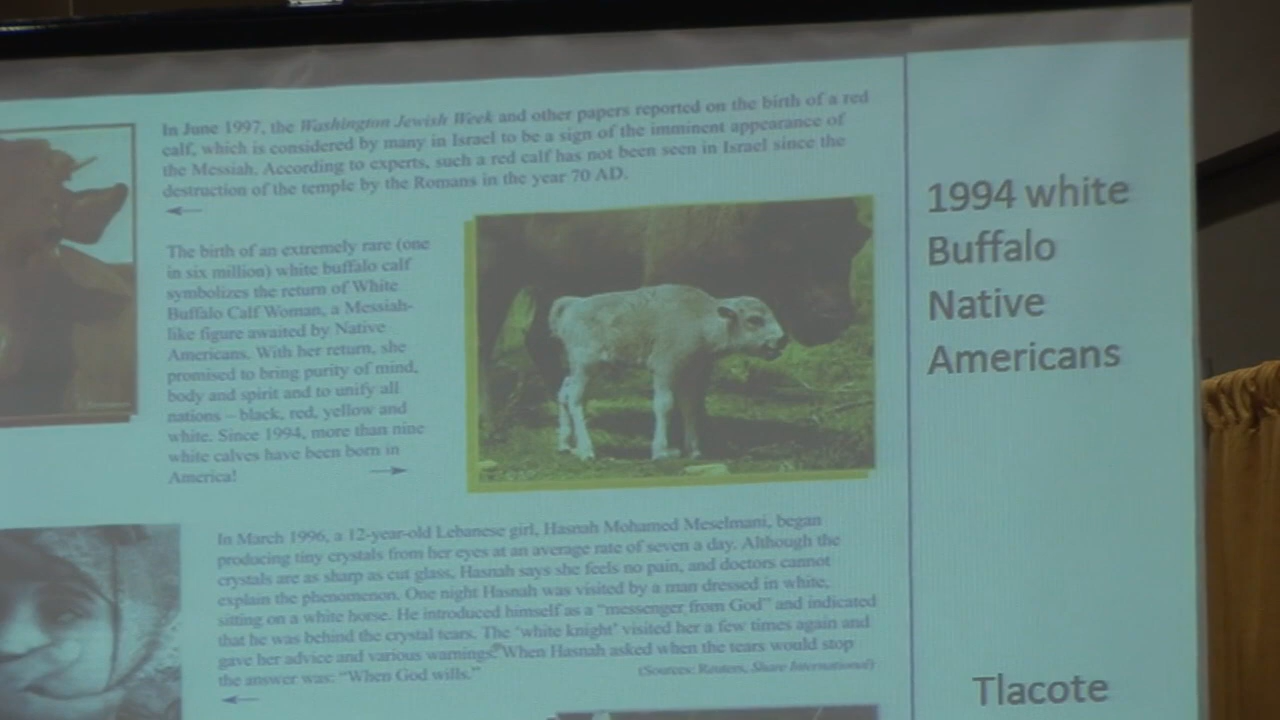 In June 1997, the Washington Jewish Week and other papers reported on the birth of a red
calf, which is considered by many in Israel to be a sign of the imminent appearance of
the Messiah. According to experts, such a red calf has not been seen in Israel since the
destruction of the temple by the Romans in the year 70 AD.
The birth of an extremely rare (one
in six million) white buffalo calf
symbolizes the return of White
Buffalo Calf Woman, a Messiah-
like figure awaited by Native
Americans. With her return, she
promised to bring purity of mind,
body and spirit and to unify all
nations – black, red, yellow and
white. Since 1994, more than nine
white calves have been born in
America!
In March 1996, a 12-year-old Lebanese girl, Hasnah Mohamed Meselmani, began
producing tiny crystals from her eyes at an average rate of seven a day. Although the
crystals are as sharp as cut glass, Hasnah says she feels no pain, and doctors cannot
explain the phenomenon. One night Hasnah was visited by a man dressed in white,
sitting on a white horse. He introduced himself as a “messenger from God” and indicated
that he was behind the crystal tears. The ‘white knight’ visited her a few times again and
gave her advice and various warnings. When Hasnah asked when the tears would stop
the answer was: “When God wills.”
(Sources: Reuters, Share International)
1994 white
Buffalo
Native
Americans
Tlacote